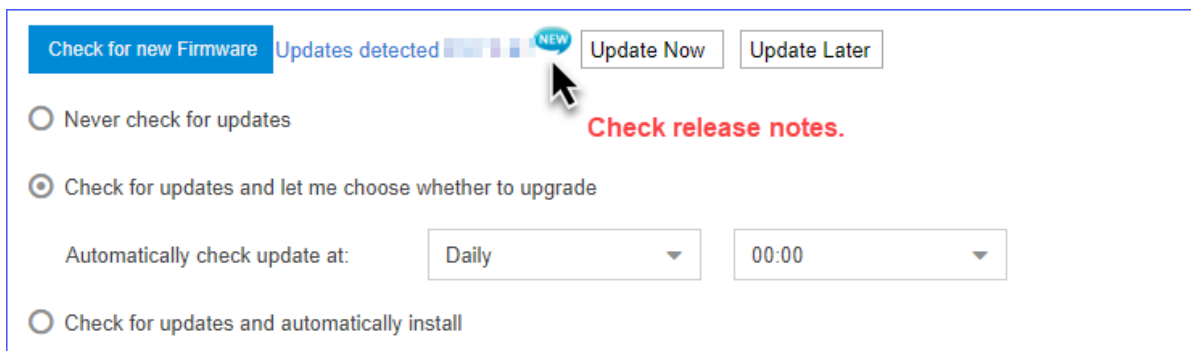 Check for new Firmware Updates detected NEW Update Now Update Later
Never check for updates
Check release notes.
Check for updates and let me choose whether to upgrade
Automatically check update at: Daily 00:00
Check for updates and automatically install